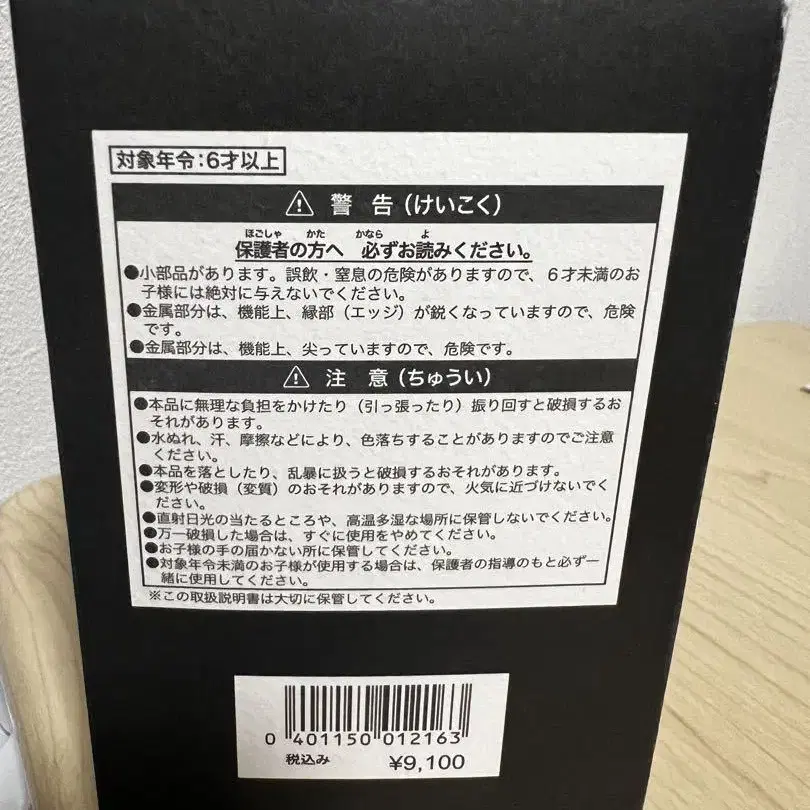 対象年令:6才以上
⚠ 警告(けいこく)
ほごしゃ かた かなら よ
保護者の方へ 必ずお読みください。
●小部品があります。誤飲・窒息の危険がありますので、6才未満のお
子様には絶対に与えないでください。
●金属部分は、機能上、縁部(エッジ)が鋭くなっていますので、危険
です。
●金属部分は、機能上、尖っていますので、危険です。
⚠ 注意(ちゅうい)
●本品に無理な負担をかけたり(引っ張ったり)振り回すと破損するお
それがあります。
●水ぬれ、汗、摩擦などにより、色落ちすることがありますのでご注意
ください。
●本品を落としたり、乱暴に扱うと破損するおそれがあります。
●変形や破損(変質)のおそれがありますので、火気に近づけないでく
ださい。
●直射日光の当たるところや、高温多湿な場所に保管しないでください。
●万一破損した場合は、すぐに使用をやめてください。
●お子様の手の届かない所に保管してください。
●対象年令未満のお子様が使用する場合は、保護者の指導のもと必ず一
緒に使用してください。
※この取扱説明書は大切に保管してください。
0 401150 012163
税込み ¥9,100